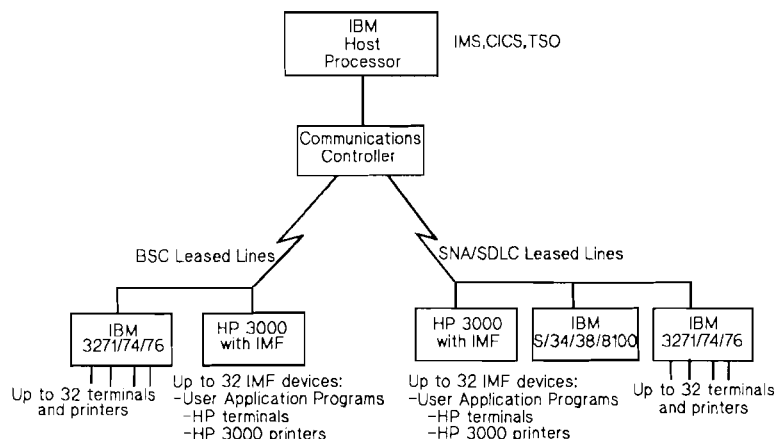 IBM
Host
Processor
IMS,CICS,TSO
Communications
Controller
BSC Leased Lines
SNA/SDLC Leased Lines
IBM
3271/74/76
HP 3000
with IMF
HP 3000
with IMF
IBM
S/34/38/8100
IBM
3271/74/76
Up to 32 terminals
and printers
Up to 32 IMF devices:
-User Application Programs
-HP terminals
-HP 3000 printers
Up to 32 IMF devices:
-User Application Programs
-HP terminals
-HP 3000 printers
Up to 32 terminals
and printers